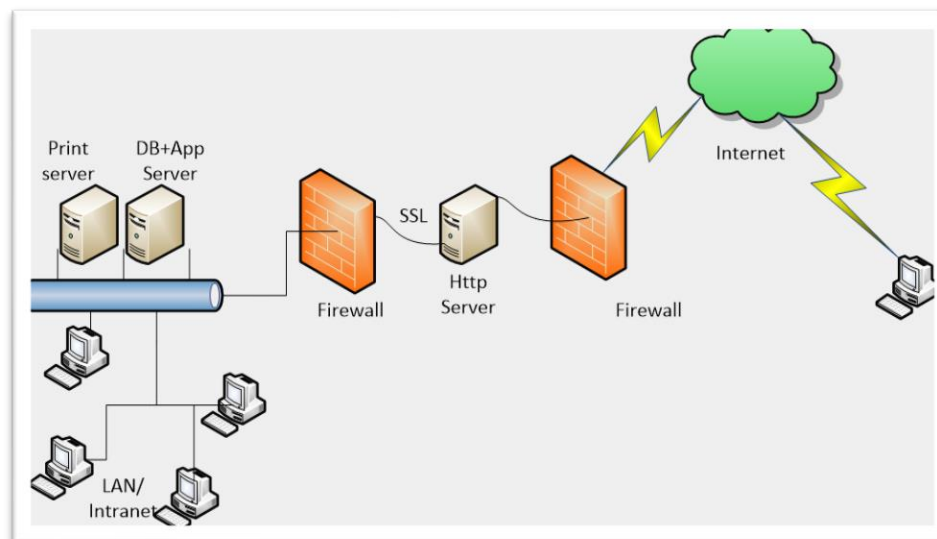 Print
server
DB+App
Server
SSL
Firewall
Http
Server
Firewall
Internet
LAN/
Intranet